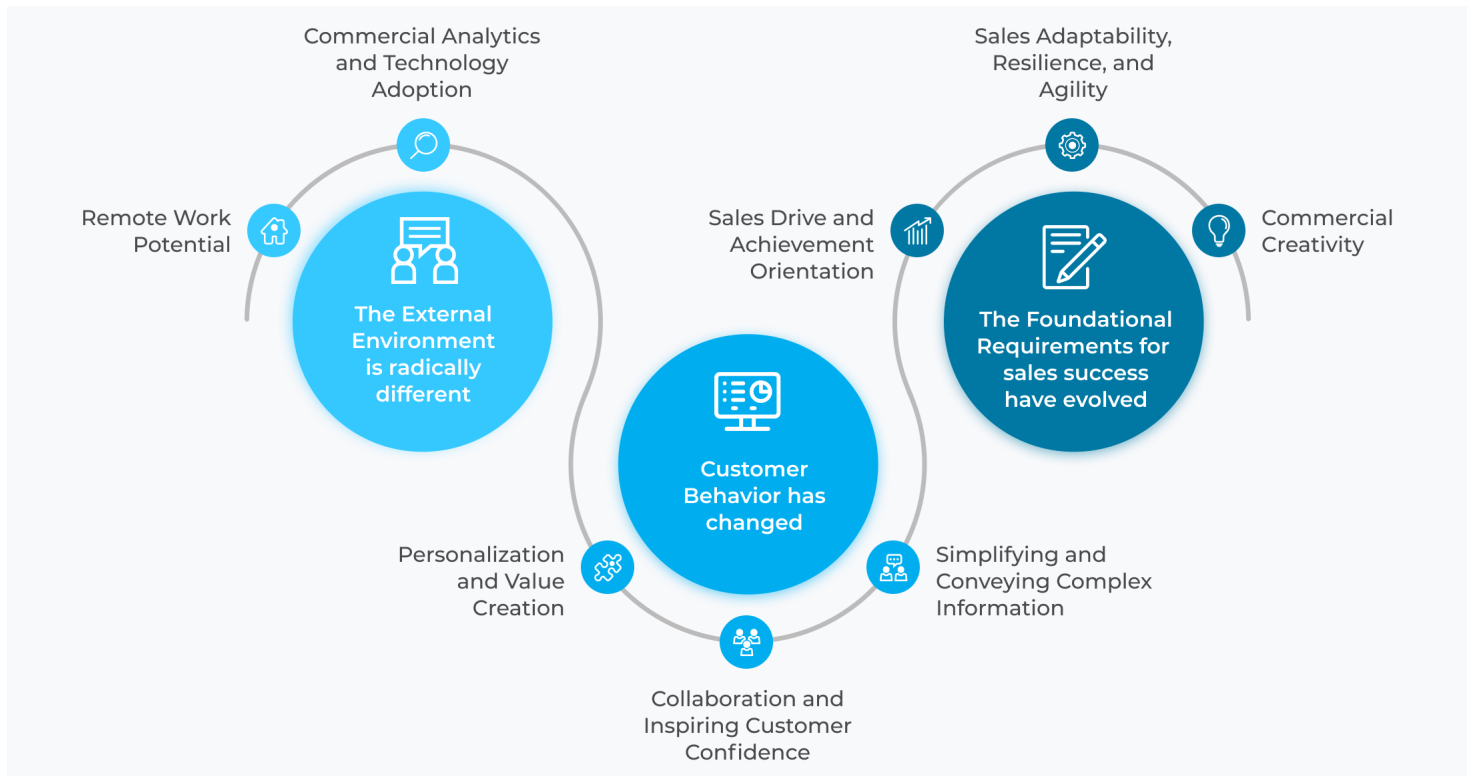 Commercial Analytics
and Technology
Adoption
Remote Work
Potential
The External
Environment
is radically
different
Personalization
and Value
Creation
Customer
Behavior has
changed
Collaboration and
Inspiring Customer
Confidence
Simplifying and
Conveying Complex
Information
Sales Drive and
Achievement
Orientation
Sales Adaptability,
Resilience, and
Agility
The Foundational
Requirements for
sales success
have evolved
Commercial
Creativity